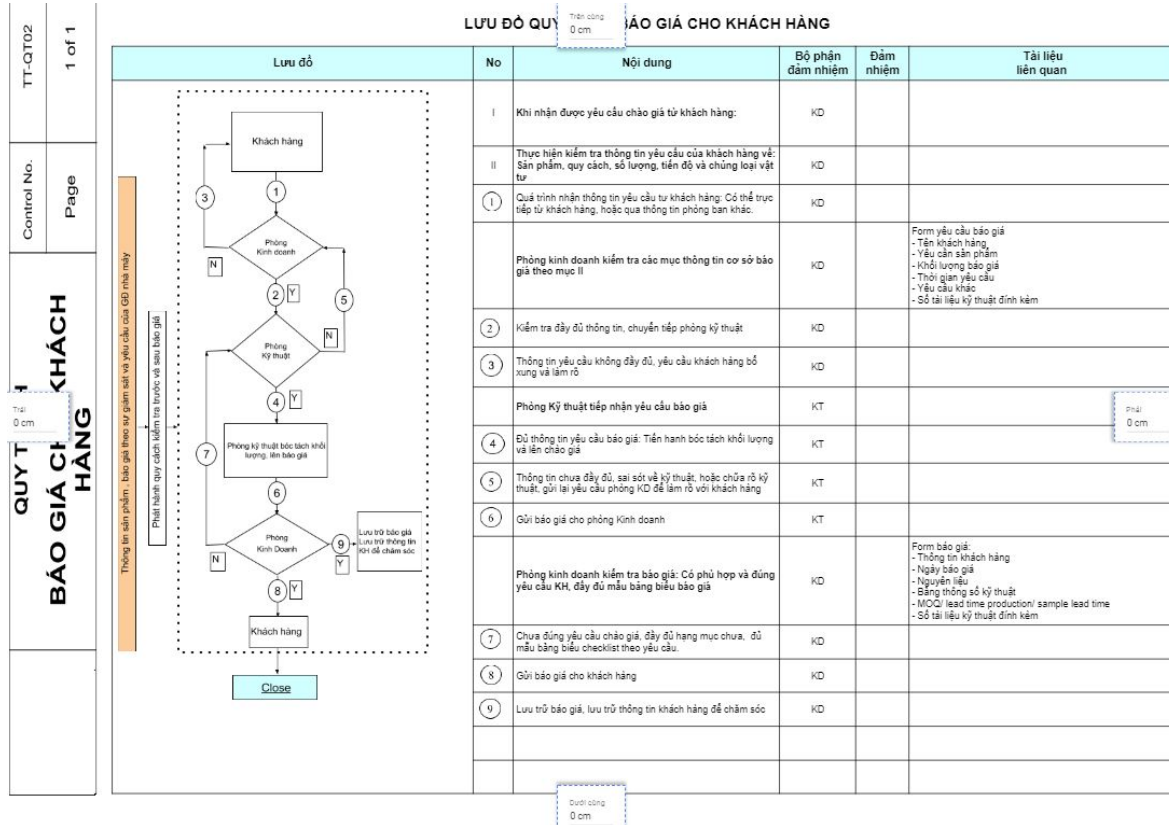 LƯU ĐỒ QUY BÁO GIÁ CHO KHÁCH HÀNG
Trên cùng
0 cm
TT-QT02
1 of 1
Control No.
Page
QUY T
BÁO GIÁ CH KHÁCH
HÀNG
Trái
0 cm
Phải
0 cm
Dưới cùng
0 cm
Lưu đồ
No
Nội dung
Bộ phận
đảm nhiệm
Đảm
nhiệm
Tài liệu
liên quan
Thông tin sản phẩm , báo giá theo sự giám sát và yêu cầu của GĐ nhà máy
Phát hành quy cách kiểm tra trước và sau báo giá
Khách hàng
1
3
Phòng
Kinh doanh
N
2
Y
5
N
Phòng
Kỹ thuật
4
Y
Phòng kỹ thuật bóc tách khối
lượng, lên báo giá
7
6
Phòng
Kinh Doanh
N
9
Y
Lưu trữ báo giá
Lưu trữ thông tin
KH để chăm sóc
8
Y
Khách hàng
Close
I
Khi nhận được yêu cầu chào giá từ khách hàng:
KD
II
Thực hiện kiểm tra thông tin yêu cầu của khách hàng về:
Sản phẩm, quy cách, số lượng, tiến độ và chủng loại vật
tư
KD
1
Quá trình nhận thông tin yêu cầu tư khách hàng: Có thể trực
tiếp từ khách hàng, hoặc qua thông tin phòng ban khác.
KD
Phòng kinh doanh kiểm tra các mục thông tin cơ sở báo
giá theo mục II
KD
Form yêu cầu báo giá
- Tên khách hàng
- Yêu cần sản phẩm
- Khối lượng báo giá
- Thời gian yêu cầu
- Yêu cầu khác
- Số tài liệu kỹ thuật đính kèm
2
Kiểm tra đầy đủ thông tin, chuyển tiếp phòng kỹ thuật
KD
3
Thông tin yêu cầu không đầy đủ, yêu cầu khách hàng bổ
xung và làm rõ
KD
Phòng Kỹ thuật tiếp nhận yêu cầu báo giá
KT
4
Đủ thông tin yêu cầu báo giá: Tiến hanh bóc tách khối lượng
và lên chào giá
KT
5
Thông tin chưa đầy đủ, sai sót về kỹ thuật, hoặc chữa rõ kỹ
thuật, gửi lại yêu cầu phòng KD để làm rõ với khách hàng
KT
6
Gửi báo giá cho phòng Kinh doanh
KT
Phòng kinh doanh kiểm tra báo giá: Có phù hợp và đúng
yêu cầu KH, đầy đủ mẫu bảng biểu báo giá
KD
Form báo giá:
- Thông tin khách hàng
- Ngày báo giá
- Nguyên liệu
- Bảng thông số kỹ thuật
- MOQ/ lead time production/ sample lead time
- Số tài liệu kỹ thuật đính kèm
7
Chưa đúng yêu cầu chào giá, đầy đủ hạng mục chưa, đủ
mẫu bảng biểu checklist theo yêu cầu.
KD
8
Gửi báo giá cho khách hàng
KD
9
Lưu trữ báo giá, lưu trữ thông tin khách hàng để chăm sóc
KD